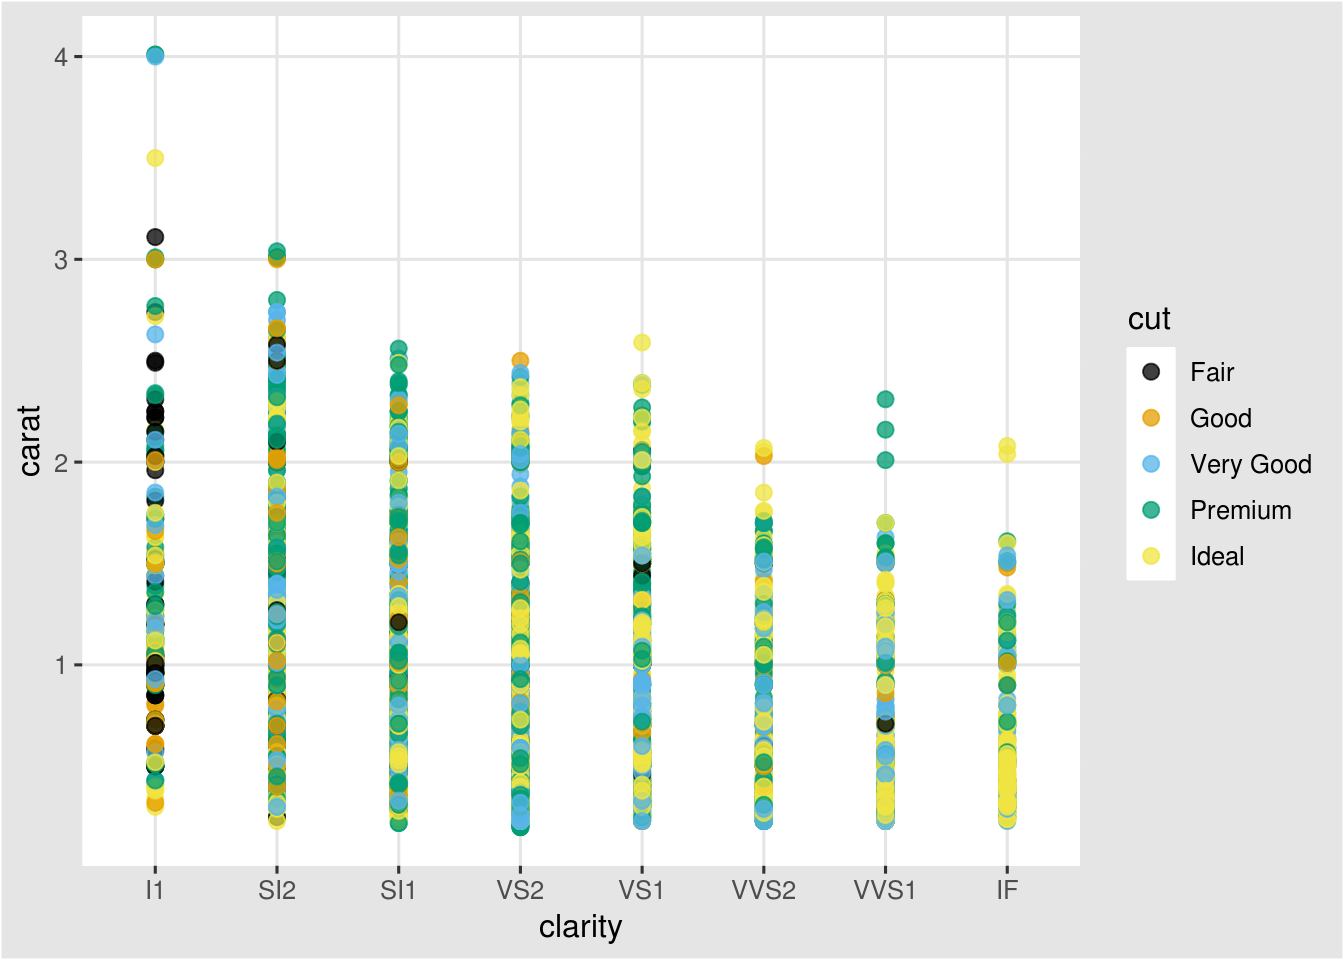 4
3
2
1
carat
I1 SI2 SI1 VS2 VS1 VVS2 VVS1 IF
clarity
cut
Fair
Good
Very Good
Premium
Ideal